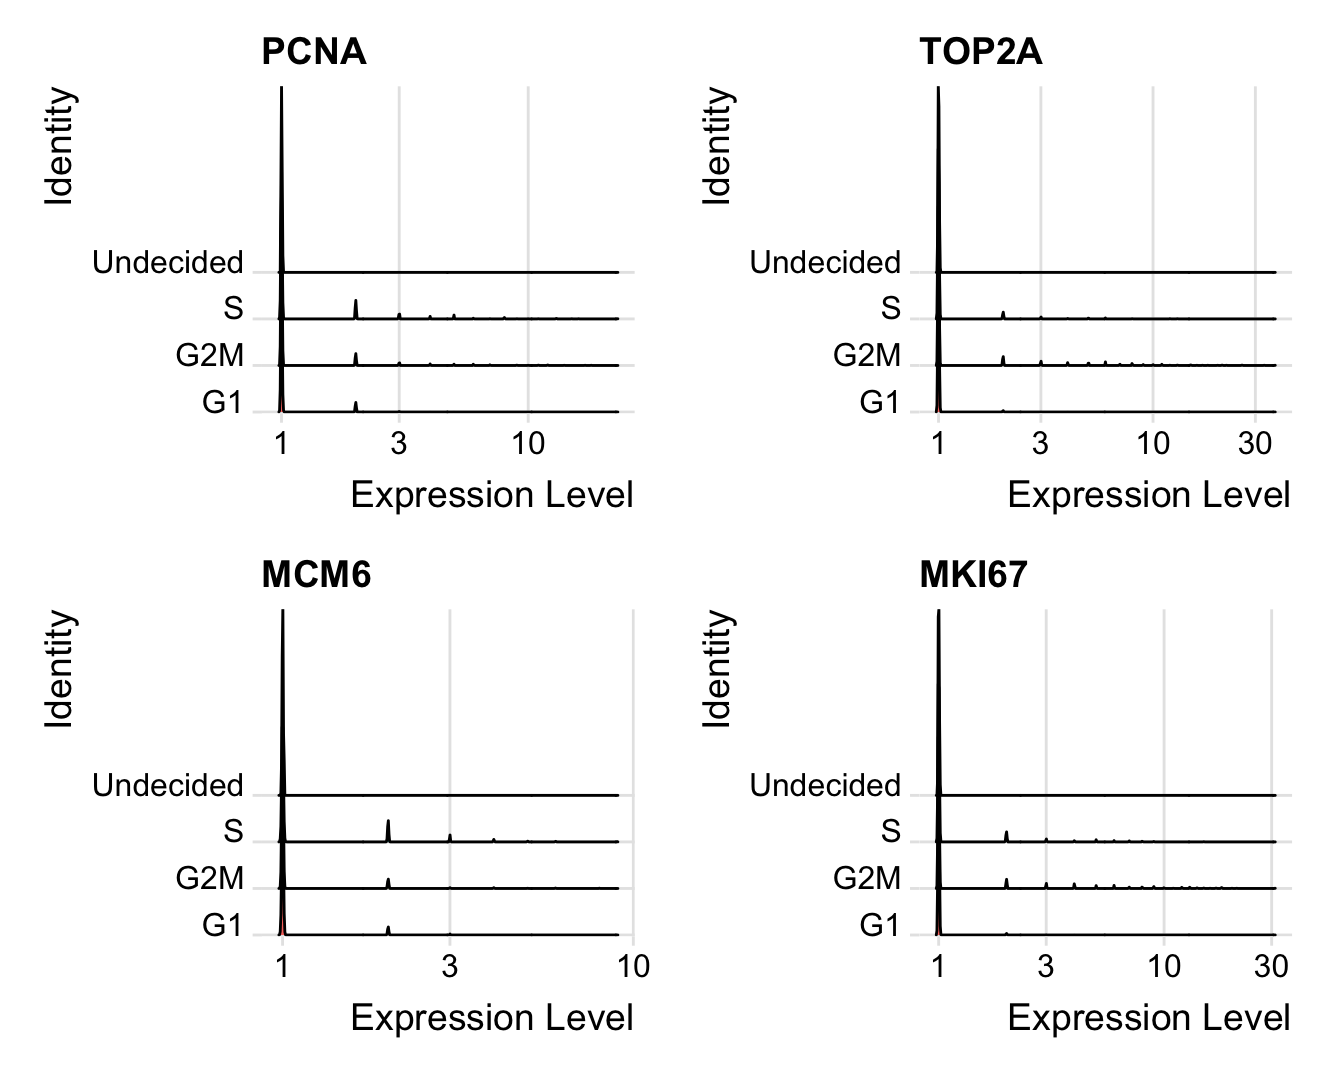 PCNA
Identity
Undecided
S
G2M
G1
1 3 10
Expression Level
TOP2A
Identity
Undecided
S
G2M
G1
1 3 10 30
Expression Level
MCM6
Identity
Undecided
S
G2M
G1
1 3 10
Expression Level
MKI67
Identity
Undecided
S
G2M
G1
1 3 10 30
Expression Level